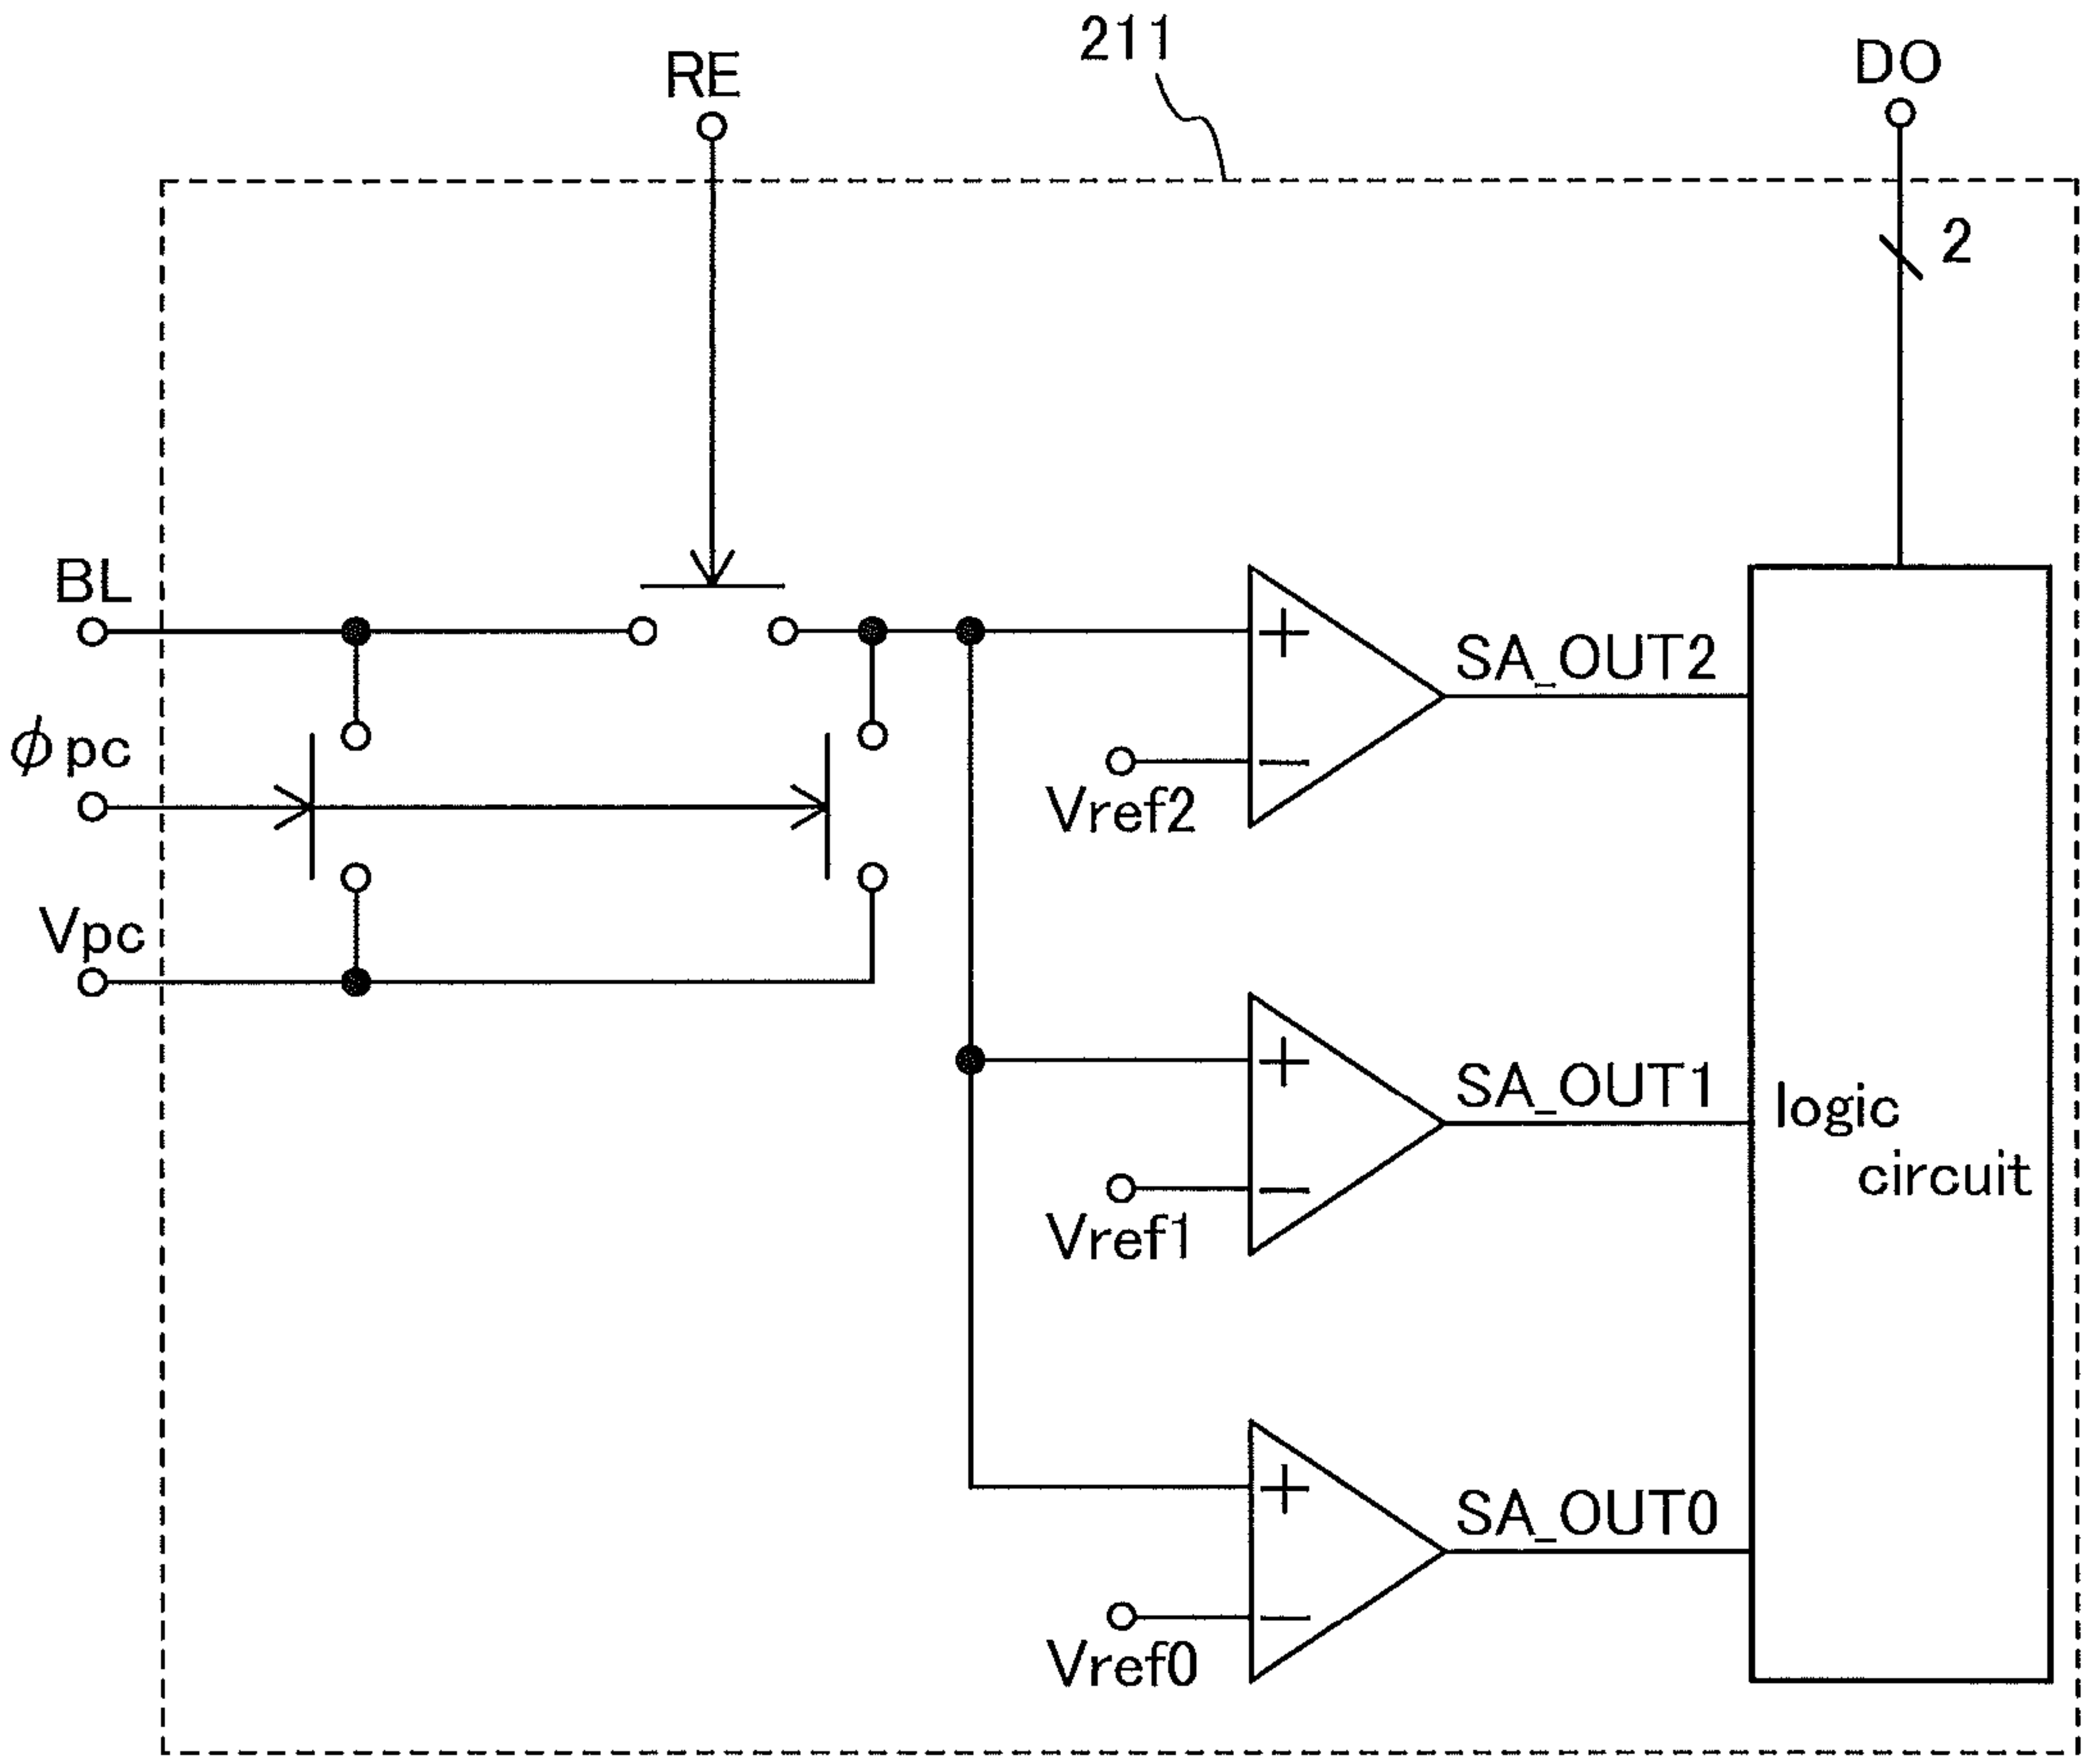 211
RE
DO
2
BL
+
SA_OUT2
φpc
−
Vref2
Vpc
+
SA_OUT1
logic
circuit
−
Vref1
+
SA_OUT0
−
Vref0